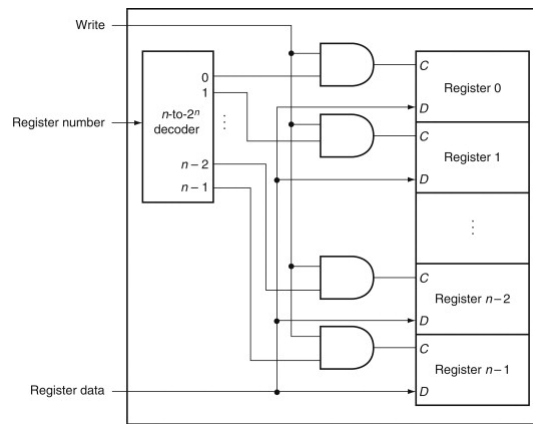 Write
0
1
n-to-2ⁿ
decoder
⋮
n – 2
n – 1
Register number
C
Register 0
D
C
Register 1
D
⋮
C
Register n – 2
D
C
Register n – 1
D
Register data